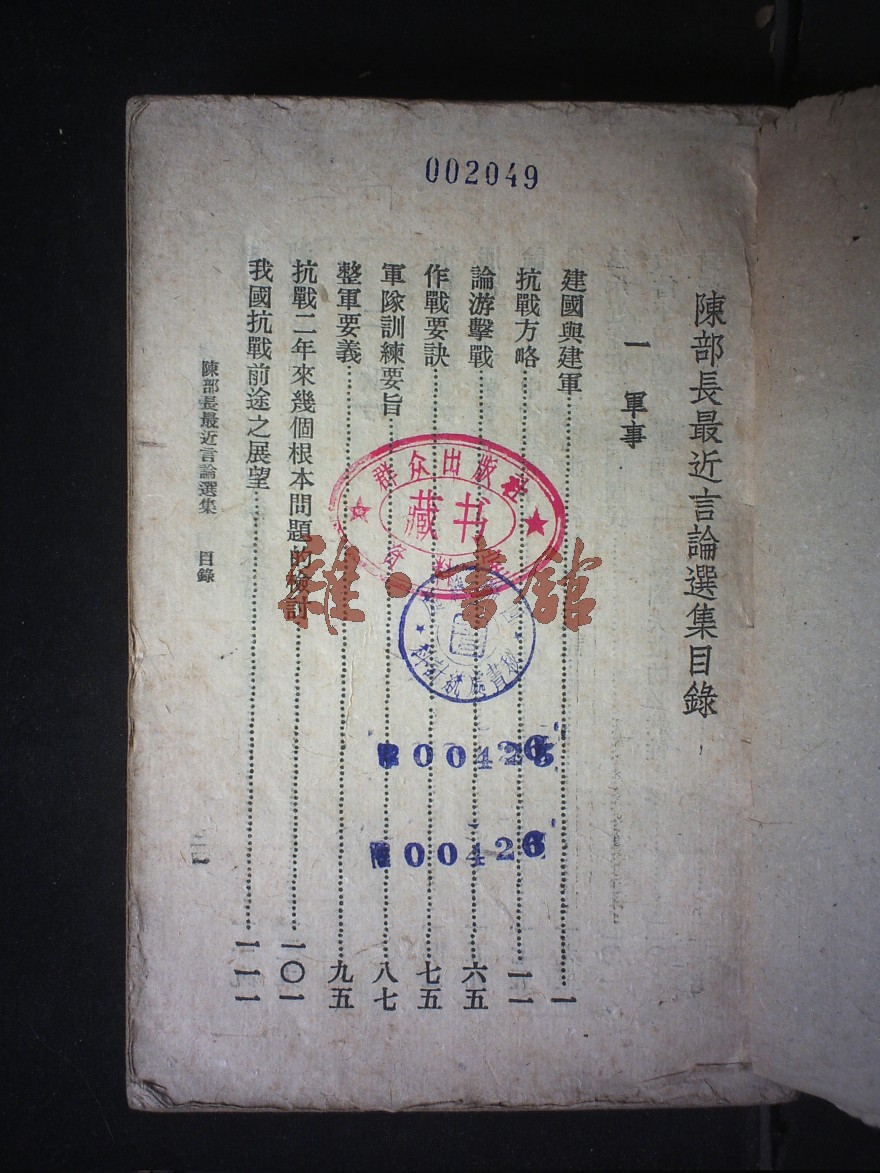 002049
陳部長最近言論選集目錄
一 軍事
建國與建軍……一
抗戰方略……一一
論游擊戰……六五
作戰要訣……七五
軍隊訓練要旨……八七
整軍要義……九五
抗戰二年來幾個根本問題的檢討……一〇一
我國抗戰前途之展望……一一一
陳部長最近言論選集 目錄
群众出版社
藏书
雜·書館
00426
00426